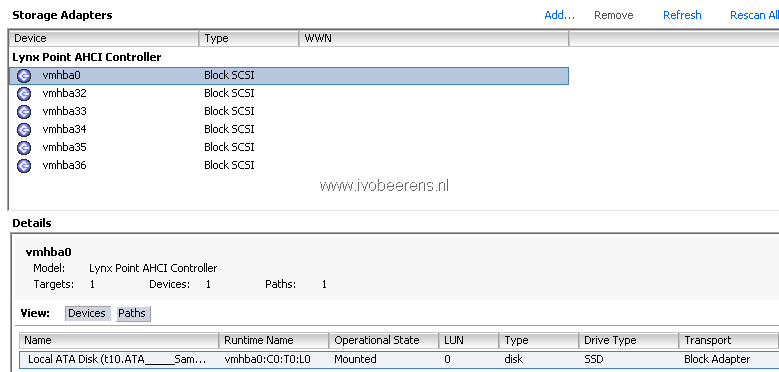 Storage Adapters Add... Remove Refresh Rescan All
Device Type WWN
Lynx Point AHCI Controller
vmhba0 Block SCSI
vmhba32 Block SCSI
vmhba33 Block SCSI
vmhba34 Block SCSI
vmhba35 Block SCSI
vmhba36 Block SCSI
www.ivobeerens.nl
Details
vmhba0
Model: Lynx Point AHCI Controller
Targets: 1 Devices: 1 Paths: 1
View: Devices Paths
Name Runtime Name Operational State LUN Type Drive Type Transport
Local ATA Disk (t10.ATA_____Sam... vmhba0:C0:T0:L0 Mounted 0 disk SSD Block Adapter